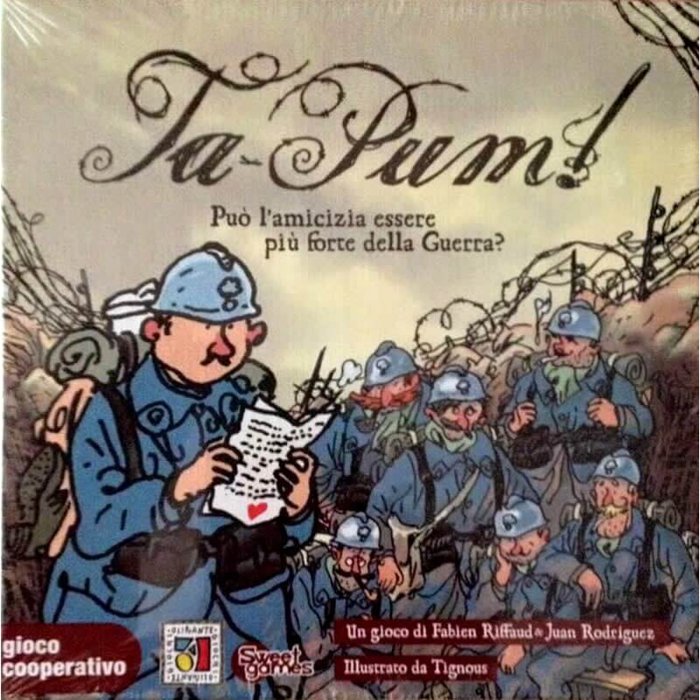 Ta-Pum!
Può l'amicizia essere
più forte della Guerra?
gioco
cooperativo
OLIPHANTE
Sweet
Games
Un gioco di Fabien Riffaud & Juan Rodriguez
Illustrato da Tignous